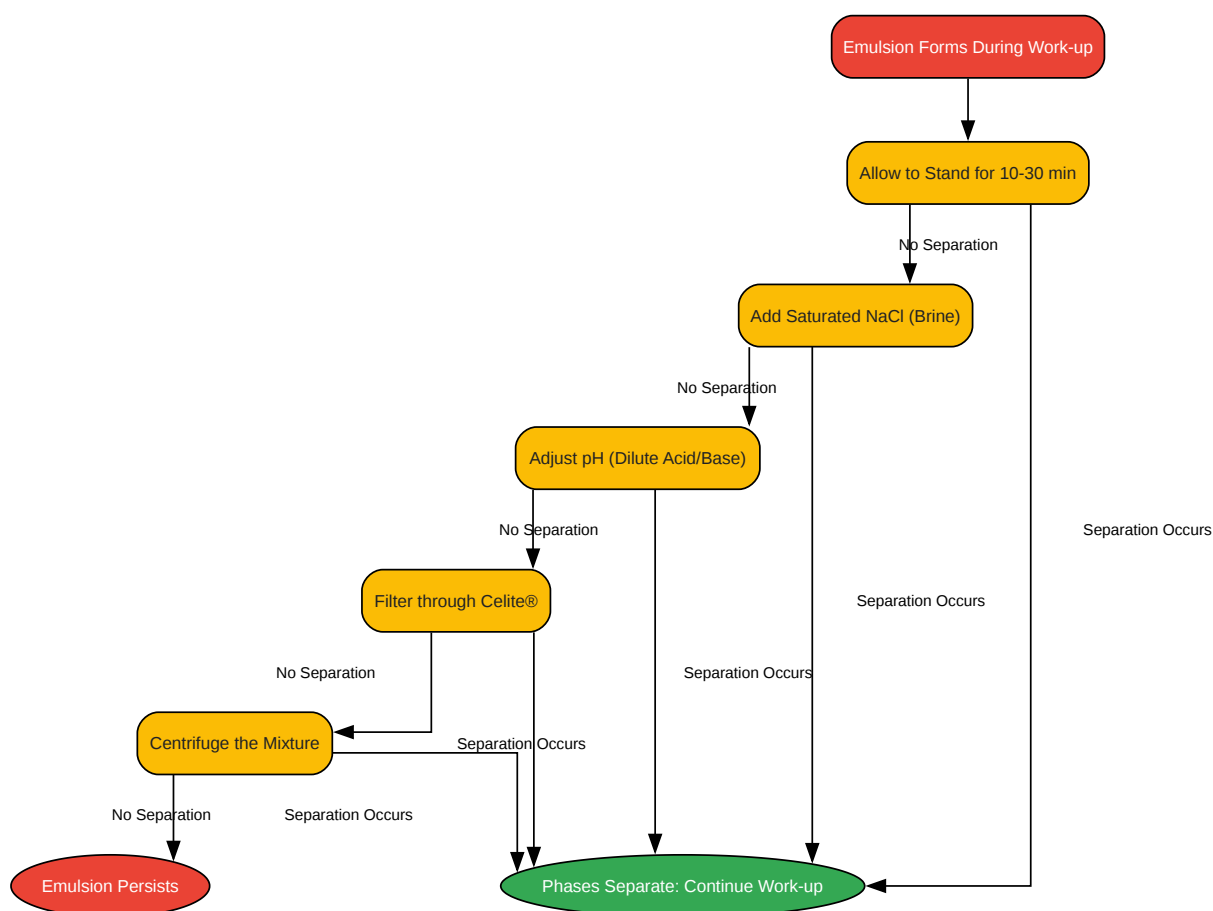 Emulsion Forms During Work-up
Allow to Stand for 10-30 min
No Separation
Add Saturated NaCl (Brine)
No Separation
Adjust pH (Dilute Acid/Base)
No Separation
Separation Occurs
Filter through Celite®
Separation Occurs
No Separation
Separation Occurs
Centrifuge the Mixture
Separation Occurs
No Separation
Separation Occurs
Emulsion Persists
Phases Separate: Continue Work-up